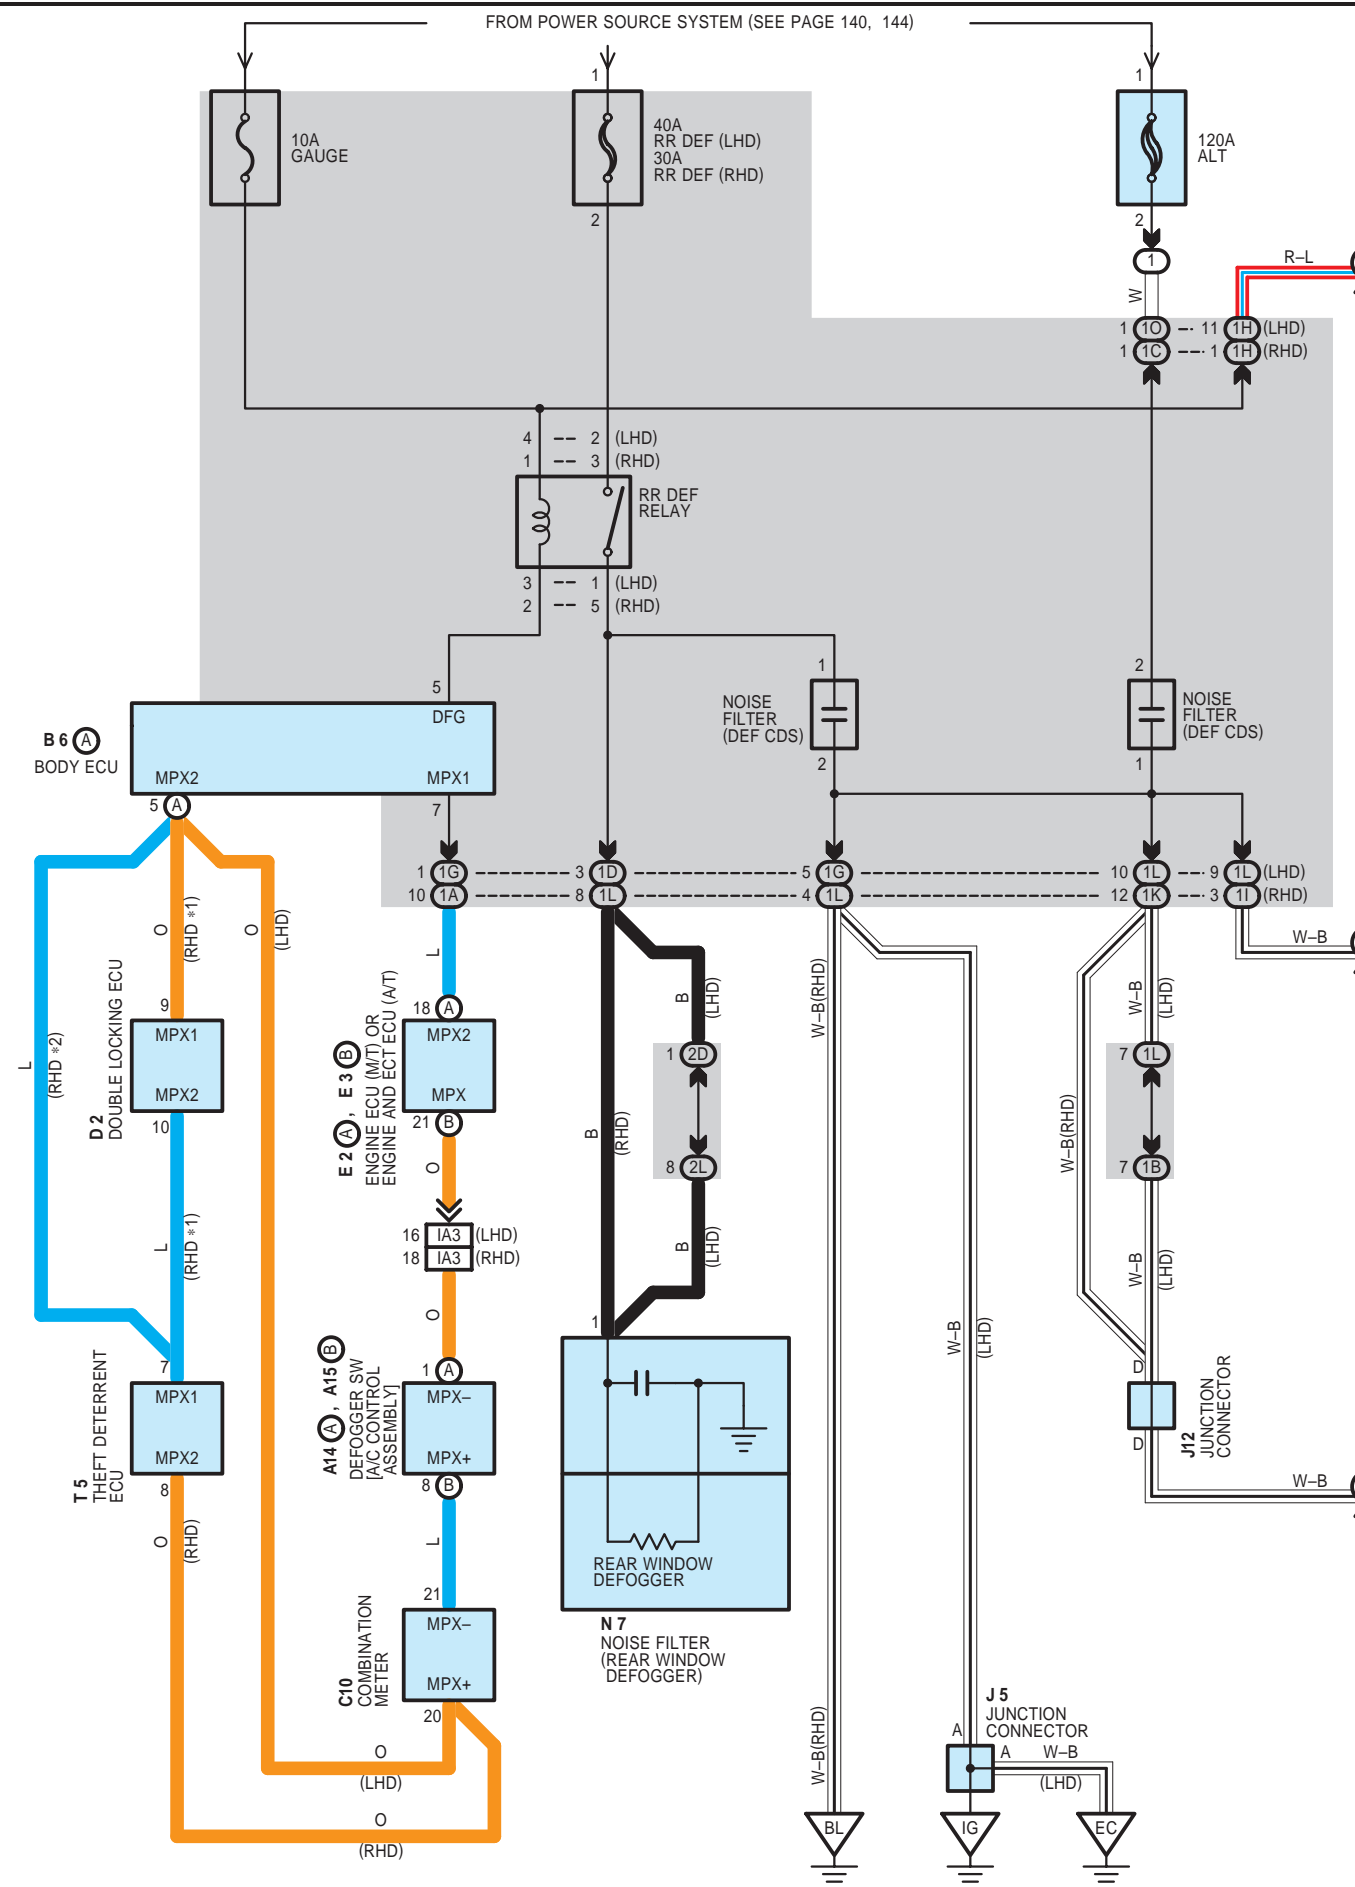 FROM POWER SOURCE SYSTEM (SEE PAGE 140, 144)
1
1
10A
GAUGE
40A
RR DEF (LHD)
30A
RR DEF (RHD)
120A
ALT
2
2
1
W
R–L
1 1O 11 1H (LHD)
1 1C 1 1H (RHD)
4 2 (LHD)
1 3 (RHD)
RR DEF
RELAY
3 1 (LHD)
2 5 (RHD)
1
2
5
DFG
NOISE
FILTER
(DEF CDS)
NOISE
FILTER
(DEF CDS)
B 6 A
BODY ECU
MPX2
MPX1
2
1
5 A
7
1 1G 3 1D 5 1G 10 1L 9 1L (LHD)
10 1A 8 1L 4 1L 12 1K 3 1I (RHD)
O
(RHD *1)
O
(LHD)
L
B
(LHD)
W–B(RHD)
W–B
(LHD)
W–B
L
(RHD *2)
9
MPX1
MPX2
10
D 2
DOUBLE LOCKING ECU
18 A
MPX2
MPX
21 B
E 2 A , E 3 B
ENGINE ECU (M/T) OR
ENGINE AND ECT ECU (A/T)
1 2D
8 2L
7 1L
7 1B
B
(RHD)
W–B(RHD)
O
L
(RHD *1)
16 IA3 (LHD)
18 IA3 (RHD)
B
(LHD)
W–B
(LHD)
O
1
W–B
(LHD)
7
MPX1
MPX2
8
T 5
THEFT DETERRENT
ECU
1 A
MPX–
MPX+
8 B
A14 A , A15 B
DEFOGGER SW
[A/C CONTROL
ASSEMBLY]
D
D
J12
JUNCTION
CONNECTOR
W–B
O
(RHD)
L
REAR WINDOW
DEFOGGER
21
MPX–
MPX+
20
C10
COMBINATION
METER
N 7
NOISE FILTER
(REAR WINDOW
DEFOGGER)
W–B(RHD)
J 5
JUNCTION
CONNECTOR
A
A W–B
(LHD)
O
(LHD)
O
(RHD)
BL
IG
EC